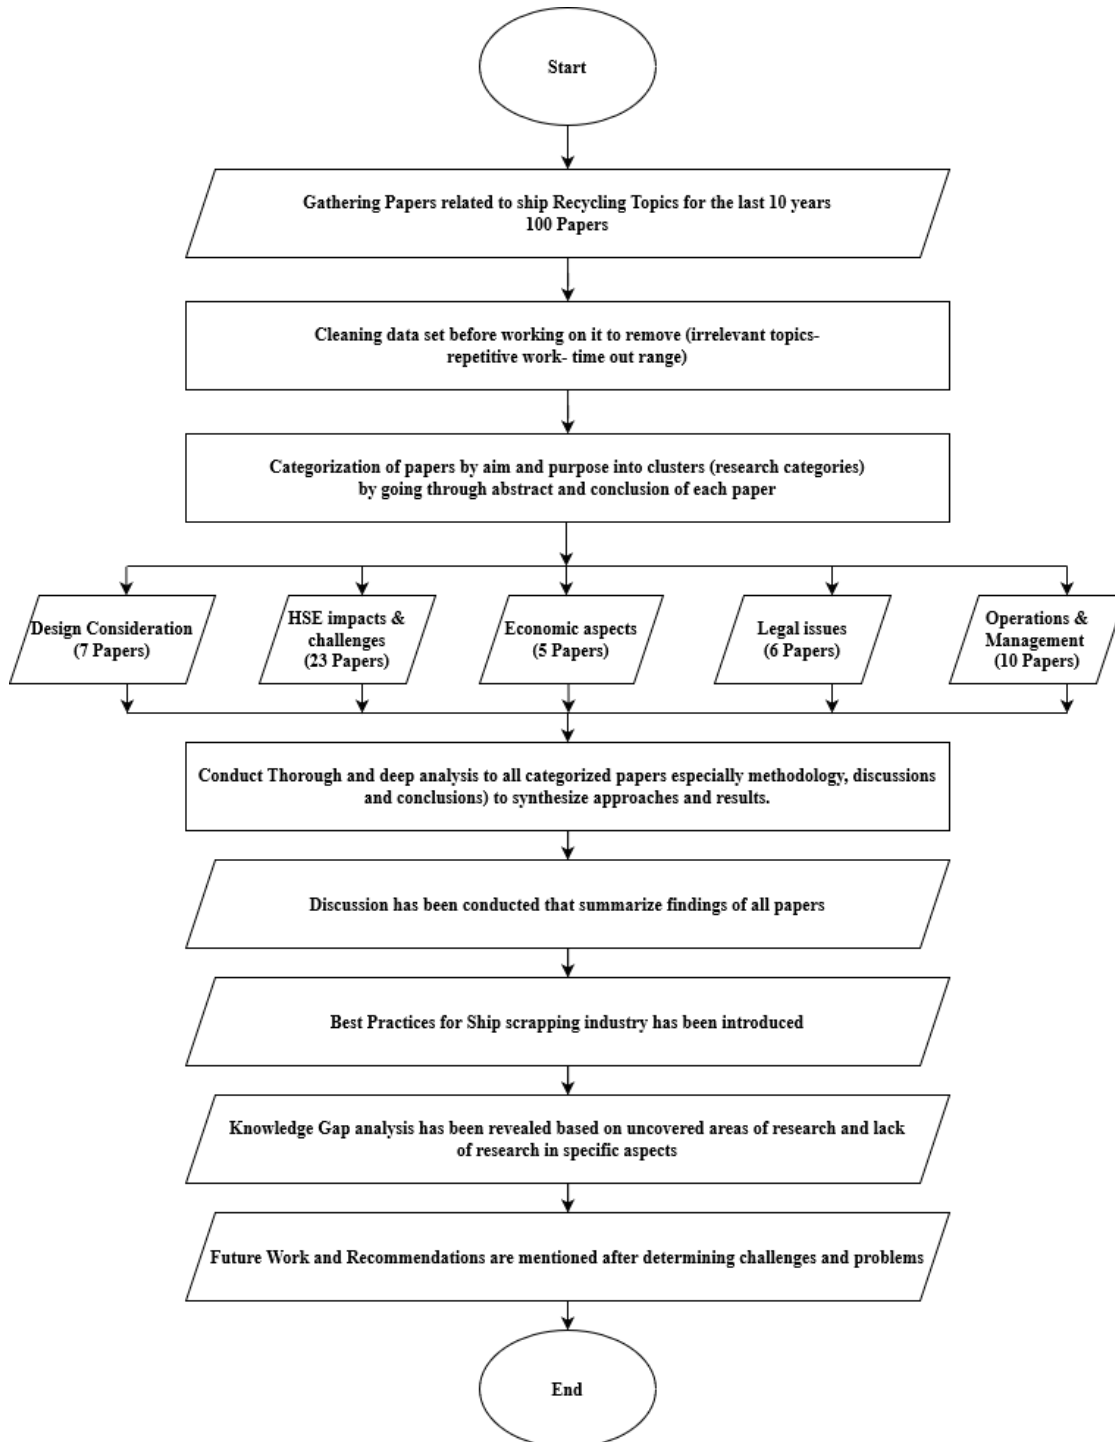 Start
Gathering Papers related to ship Recycling Topics for the last 10 years
100 Papers
Cleaning data set before working on it to remove (irrelevant topics-
repetitive work- time out range)
Categorization of papers by aim and purpose into clusters (research categories)
by going through abstract and conclusion of each paper
Design Consideration
(7 Papers)
HSE impacts &
challenges
(23 Papers)
Economic aspects
(5 Papers)
Legal issues
(6 Papers)
Operations &
Management
(10 Papers)
Conduct Thorough and deep analysis to all categorized papers especially methodology, discussions
and conclusions) to synthesize approaches and results.
Discussion has been conducted that summarize findings of all papers
Best Practices for Ship scrapping industry has been introduced
Knowledge Gap analysis has been revealed based on uncovered areas of research and lack
of research in specific aspects
Future Work and Recommendations are mentioned after determining challenges and problems
End